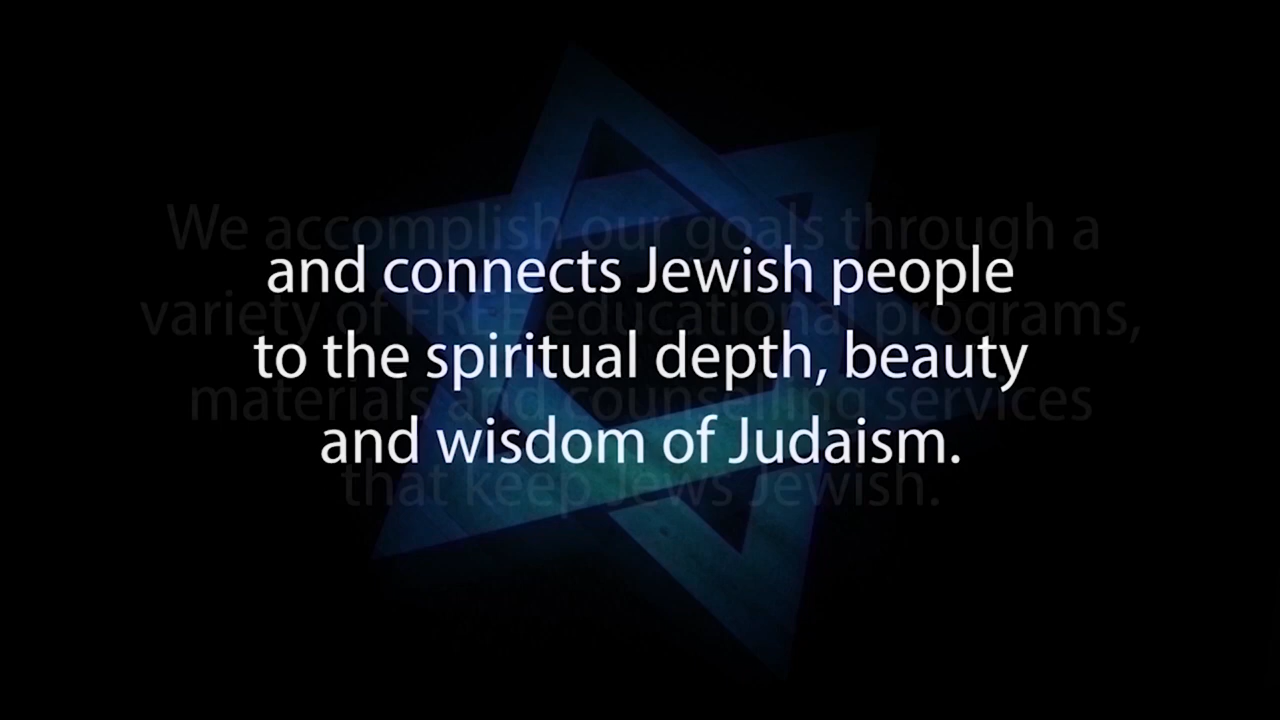 and connects Jewish people
to the spiritual depth, beauty
and wisdom of Judaism.
We accomplish our goals through a
variety of FREE educational programs,
materials and counselling services
that keep Jews Jewish.